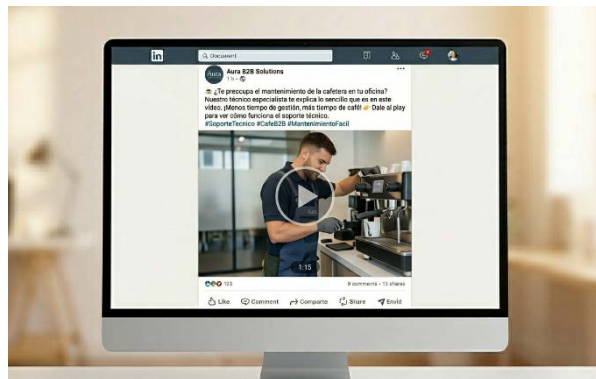 in
Document
Aura
Aura B2B Solutions
1 h •
¿Te preocupa el mantenimiento de la cafetera en tu oficina?
Nuestro técnico especialista te explica lo sencillo que es en este
vídeo. ¡Menos tiempo de gestión, más tiempo de café! Dale al play
para ver cómo funciona el soporte técnico.
#SoporteTecnico #CafeB2B #MantenimientoFacil
1:15
123
9 comments • 13 shares
Like Comment Comparte Share Envid